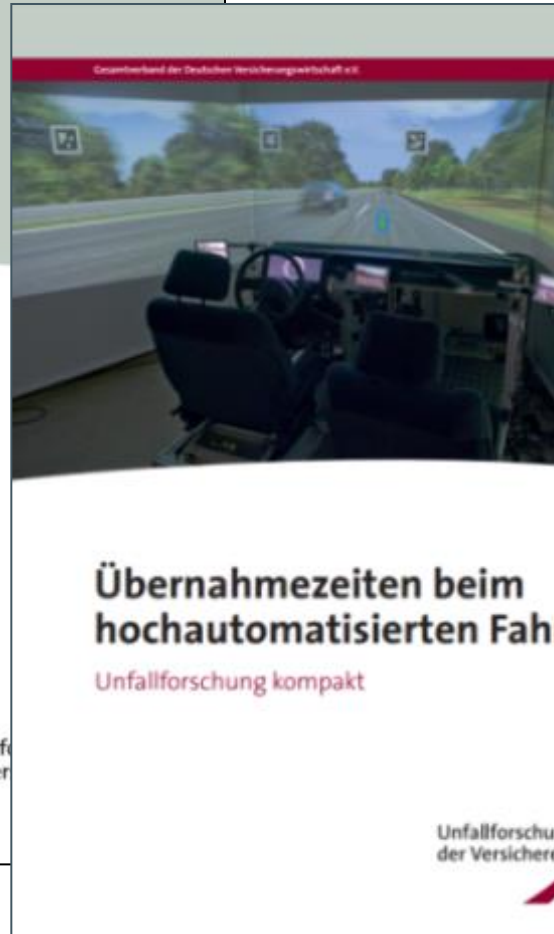 Gesamtverband der Deutschen Versicherungswirtschaft e.V.
Übernahmezeiten beim
hochautomatisierten Fah
Unfallforschung kompakt
Unfallforschu
der Versichere